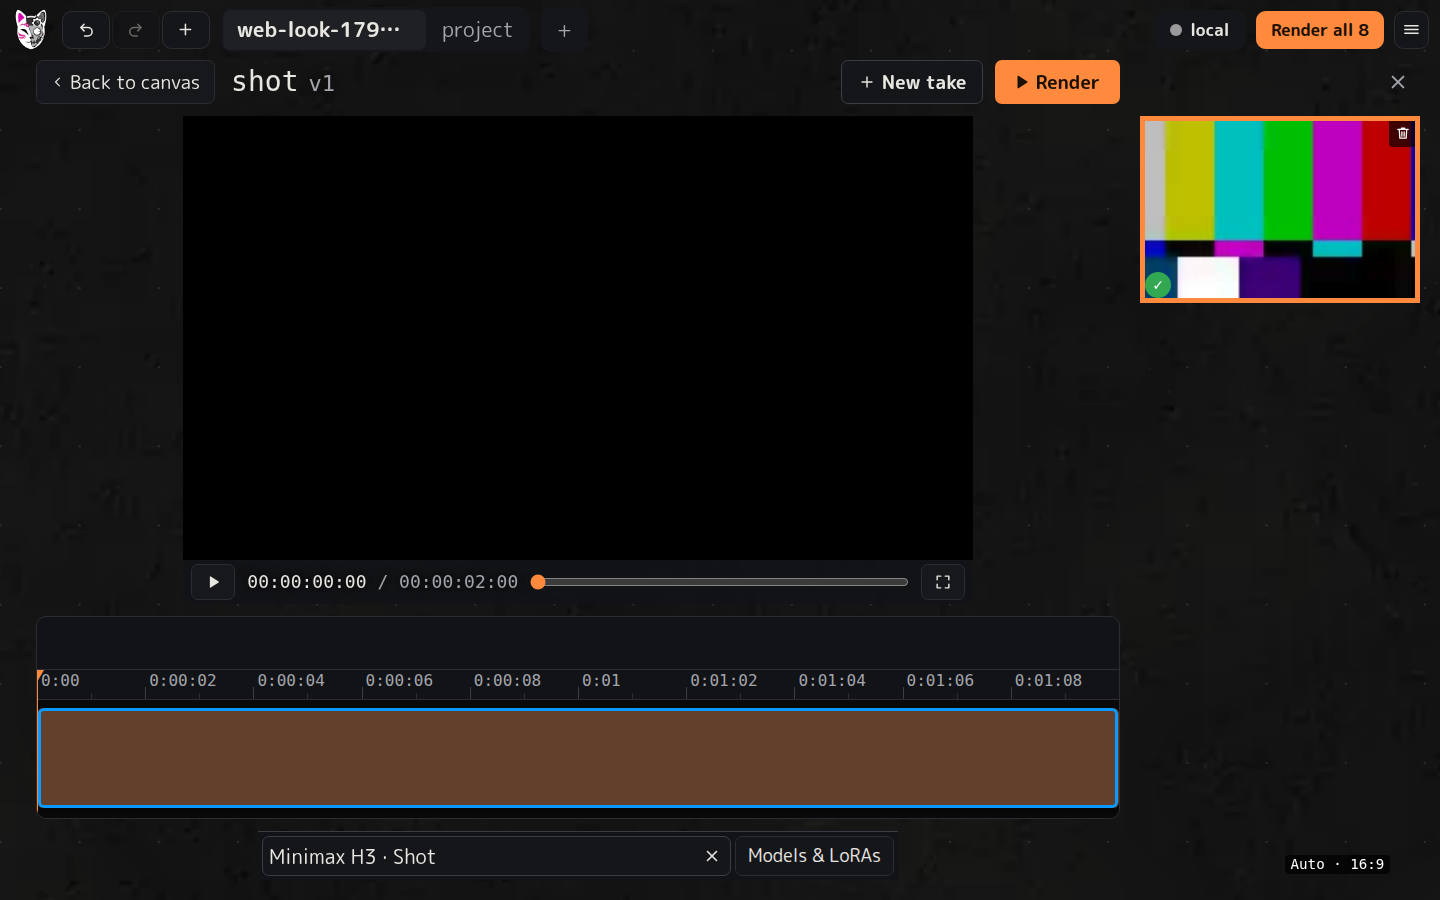 web-look-179···
project
local
Render all 8
Back to canvas
shot v1
New take
Render
00:00:00:00 / 00:00:02:00
0:00
0:00:02
0:00:04
0:00:06
0:00:08
0:01
0:01:02
0:01:04
0:01:06
0:01:08
Minimax H3 · Shot
Models & LoRAs
Auto · 16:9